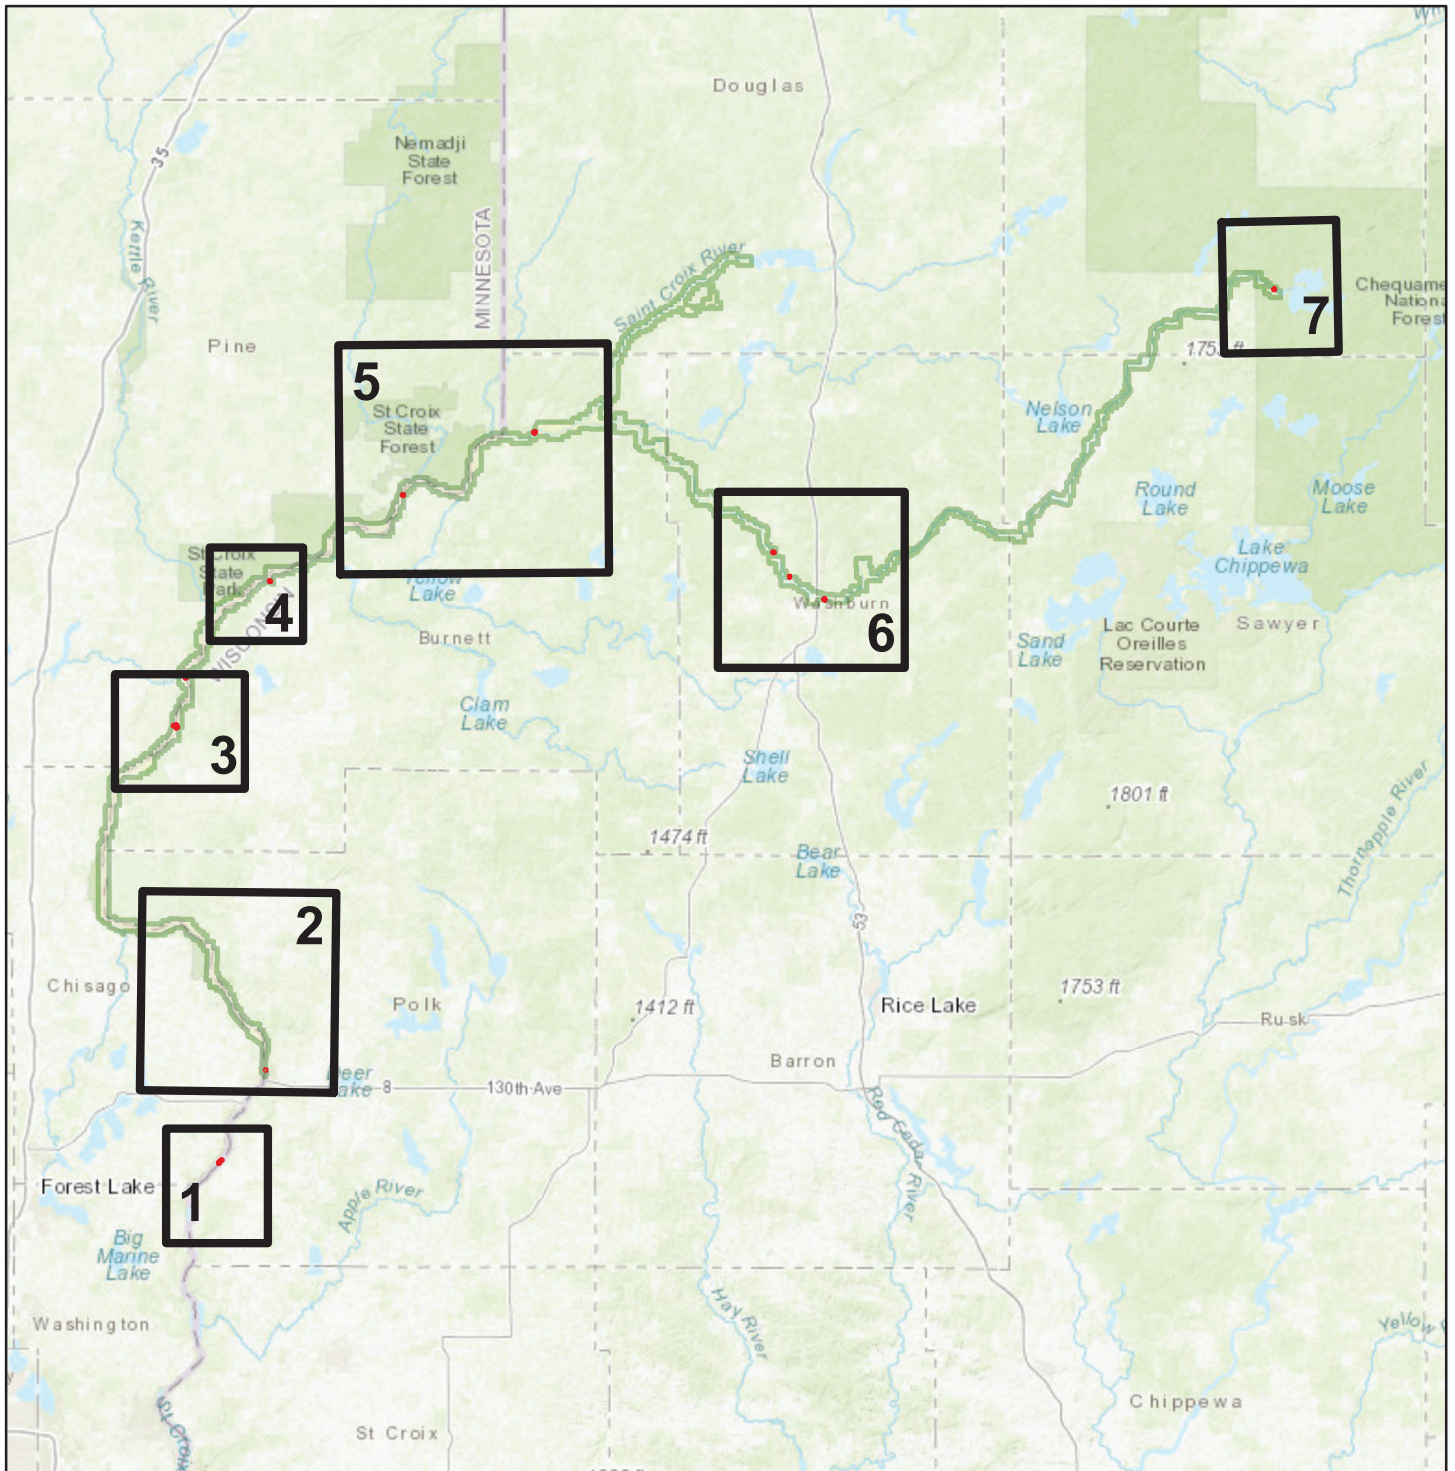 Douglas
35
Nemadji
State
Forest
Kettle River
MINNESOTA
Saint Croix River
7
Chequame
Nationa
Forest
Pine
5
St Croix
State
Forest
Nelson
Lake
Round
Lake
Moose
Lake
Lake
Chippewa
St Croix
State
Park
4
WISCONSIN
Yellow
Lake
Burnett
Washburn
6
Sand
Lake
Lac Courte
Oreilles
Reservation
Sawyer
Clam
Lake
3
Shell
Lake
1801 ft
1474 ft
Bear
Lake
Thornapple River
2
53
Chisago
Polk
1412 ft
Rice Lake
1753 ft
Rusk
Barron
Deer
Lake
8
130th Ave
Red Cedar River
Forest Lake
1
Apple River
Big
Marine
Lake
Hay River
Washington
Yellow
St Croix
Chippewa